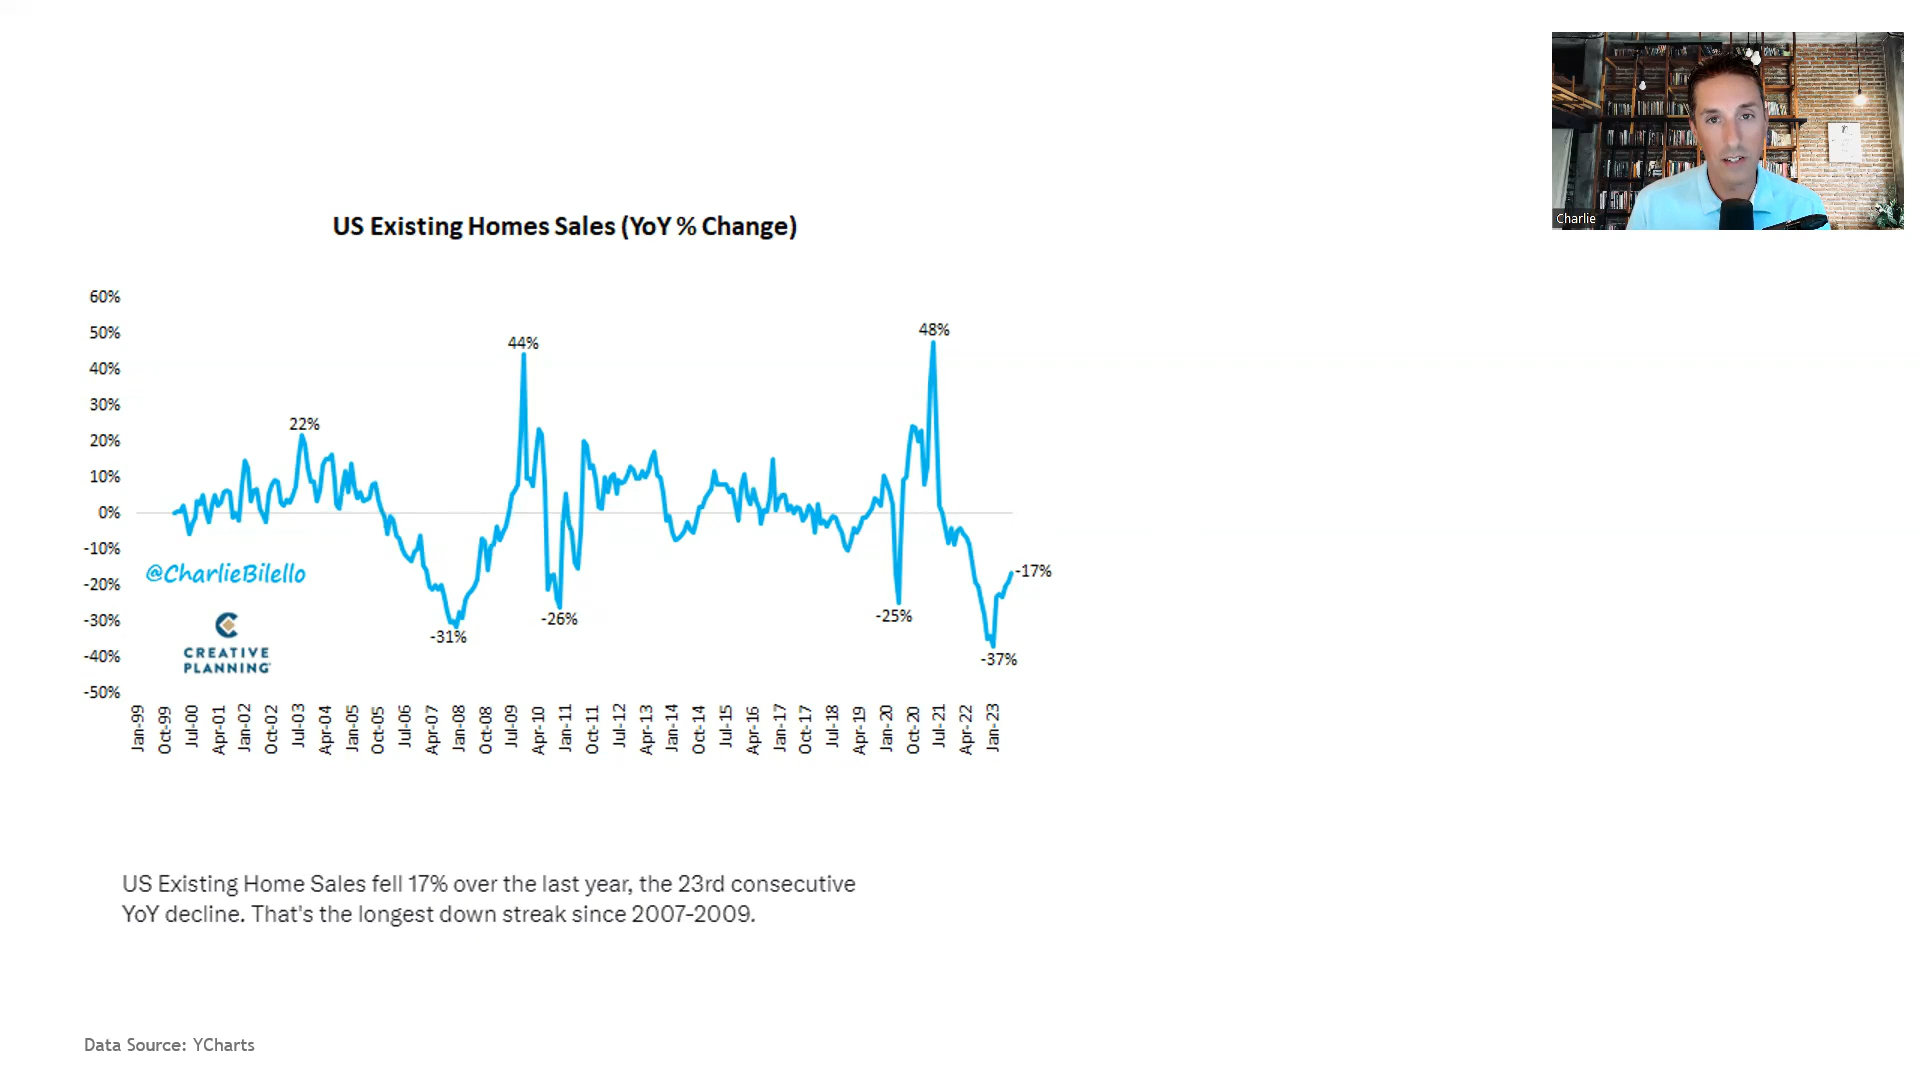 Charlie
US Existing Homes Sales (YoY % Change)
60%
50%
40%
30%
20%
10%
0%
-10%
-20%
-30%
-40%
-50%
22%
44%
48%
-31%
-26%
-25%
-37%
-17%
@CharlieBilello
CREATIVE
PLANNING
Jan-99
Oct-99
Jul-00
Apr-01
Jan-02
Oct-02
Jul-03
Apr-04
Jan-05
Oct-05
Jul-06
Apr-07
Jan-08
Oct-08
Jul-09
Apr-10
Jan-11
Oct-11
Jul-12
Apr-13
Jan-14
Oct-14
Jul-15
Apr-16
Jan-17
Oct-17
Jul-18
Apr-19
Jan-20
Oct-20
Jul-21
Apr-22
Jan-23
US Existing Home Sales fell 17% over the last year, the 23rd consecutive
YoY decline. That's the longest down streak since 2007-2009.
Data Source: YCharts